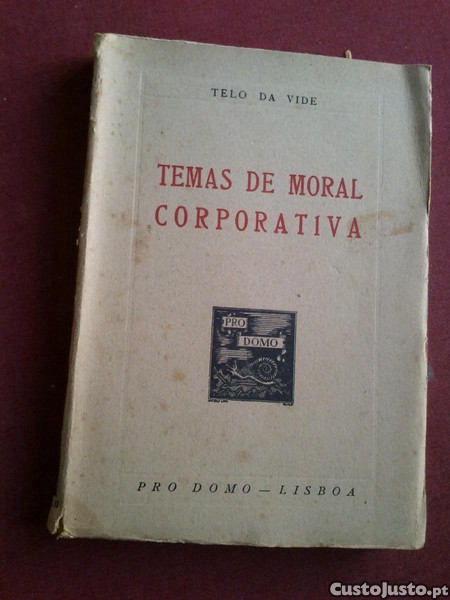 TELO DA VIDE
TEMAS DE MORAL
CORPORATIVA
PRO
DOMO
PRO DOMO — LISBOA
CustoJusto.pt